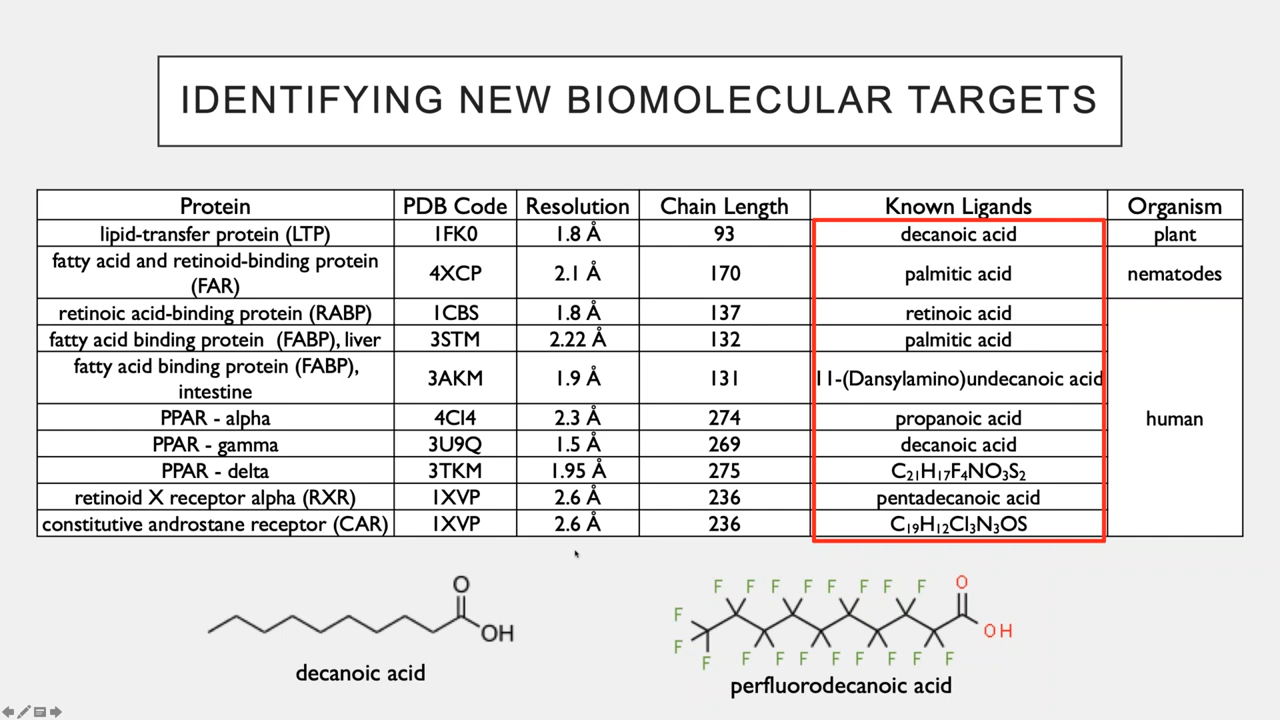 IDENTIFYING NEW BIOMOLECULAR TARGETS
Protein PDB Code Resolution Chain Length Known Ligands Organism
lipid-transfer protein (LTP) 1FK0 1.8 Å 93 decanoic acid plant
fatty acid and retinoid-binding protein
(FAR) 4XCP 2.1 Å 170 palmitic acid nematodes
retinoic acid-binding protein (RABP) 1CBS 1.8 Å 137 retinoic acid
fatty acid binding protein (FABP), liver 3STM 2.22 Å 132 palmitic acid
fatty acid binding protein (FABP),
intestine 3AKM 1.9 Å 131 11-(Dansylamino)undecanoic acid
PPAR - alpha 4CI4 2.3 Å 274 propanoic acid human
PPAR - gamma 3U9Q 1.5 Å 269 decanoic acid
PPAR - delta 3TKM 1.95 Å 275 C₂₁H₁₇F₄NO₃S₂
retinoid X receptor alpha (RXR) 1XVP 2.6 Å 236 pentadecanoic acid
constitutive androstane receptor (CAR) 1XVP 2.6 Å 236 C₁₉H₁₂Cl₃N₃OS
O
OH
decanoic acid
F F F F F F F F O
F
F OH
F F F F F F F F F
perfluorodecanoic acid